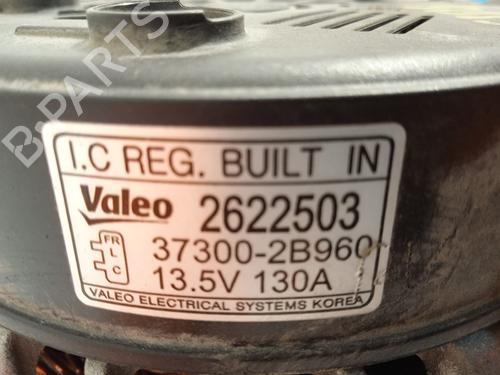 I.C REG. BUILT IN
Valeo 2622503
FR
L
C
37300-2B960
13.5V 130A
VALEO ELECTRICAL SYSTEMS KOREA
B-PARTS